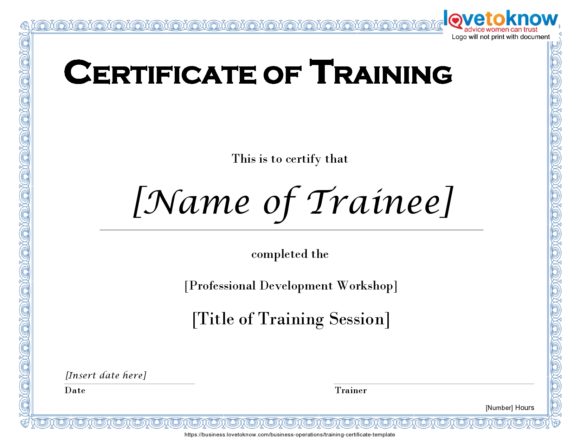 lovetoknow
advice women can trust
Logo will not print with document
CERTIFICATE OF TRAINING
This is to certify that
[Name of Trainee]
completed the
[Professional Development Workshop]
[Title of Training Session]
[Insert date here]
Date Trainer
[Number] Hours
https://business.lovetoknow.com/business-operations/training-certificate-template